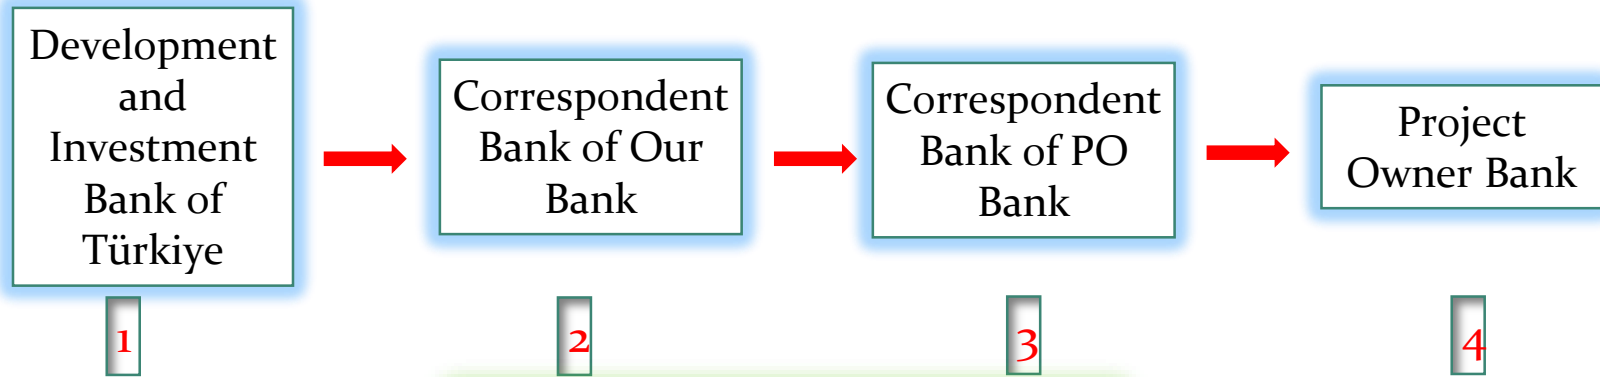 Development
and
Investment
Bank of
Türkiye
Correspondent
Bank of Our
Bank
Correspondent
Bank of PO
Bank
Project
Owner Bank
1
2
3
4